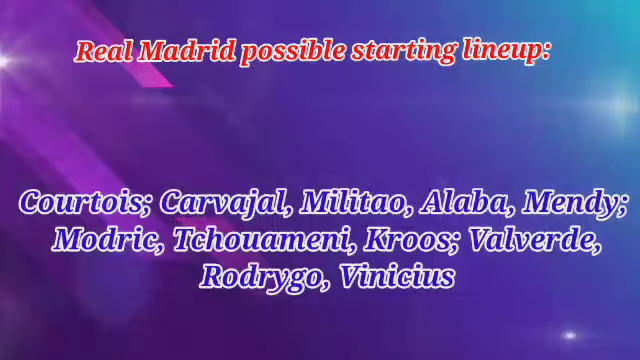 Real Madrid possible starting lineup:
Courtois; Carvajal, Militao, Alaba, Mendy;
Modric, Tchouameni, Kroos; Valverde,
Rodrygo, Vinicius